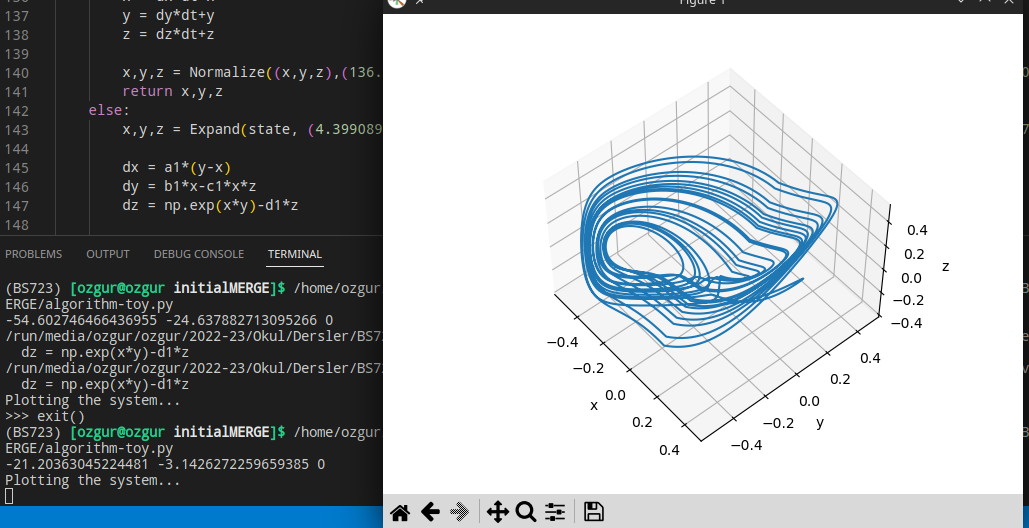 Figure 1
137 y = dy*dt+y
138 z = dz*dt+z
139
140 x,y,z = Normalize((x,y,z),(136.
141 return x,y,z
142 else:
143 x,y,z = Expand(state, (4.399089
144
145 dx = a1*(y-x)
146 dy = b1*x-c1*x*z
147 dz = np.exp(x*y)-d1*z
148
PROBLEMS OUTPUT DEBUG CONSOLE TERMINAL
(BS723) [ozgur@ozgur initialMERGE]$ /home/ozgur
ERGE/algorithm-toy.py
-54.602746466436955 -24.637882713095266 0
/run/media/ozgur/ozgur/2022-23/Okul/Dersler/BS7
dz = np.exp(x*y)-d1*z
/run/media/ozgur/ozgur/2022-23/Okul/Dersler/BS7
dz = np.exp(x*y)-d1*z
Plotting the system...
>>> exit()
(BS723) [ozgur@ozgur initialMERGE]$ /home/ozgur
ERGE/algorithm-toy.py
-21.20363045224481 -3.1426272259659385 0
Plotting the system...
0.4
0.2
0.0
-0.2
-0.4
z
-0.4
-0.2
0.0
0.2
0.4
x
-0.4
-0.2
0.0
0.2
0.4
y